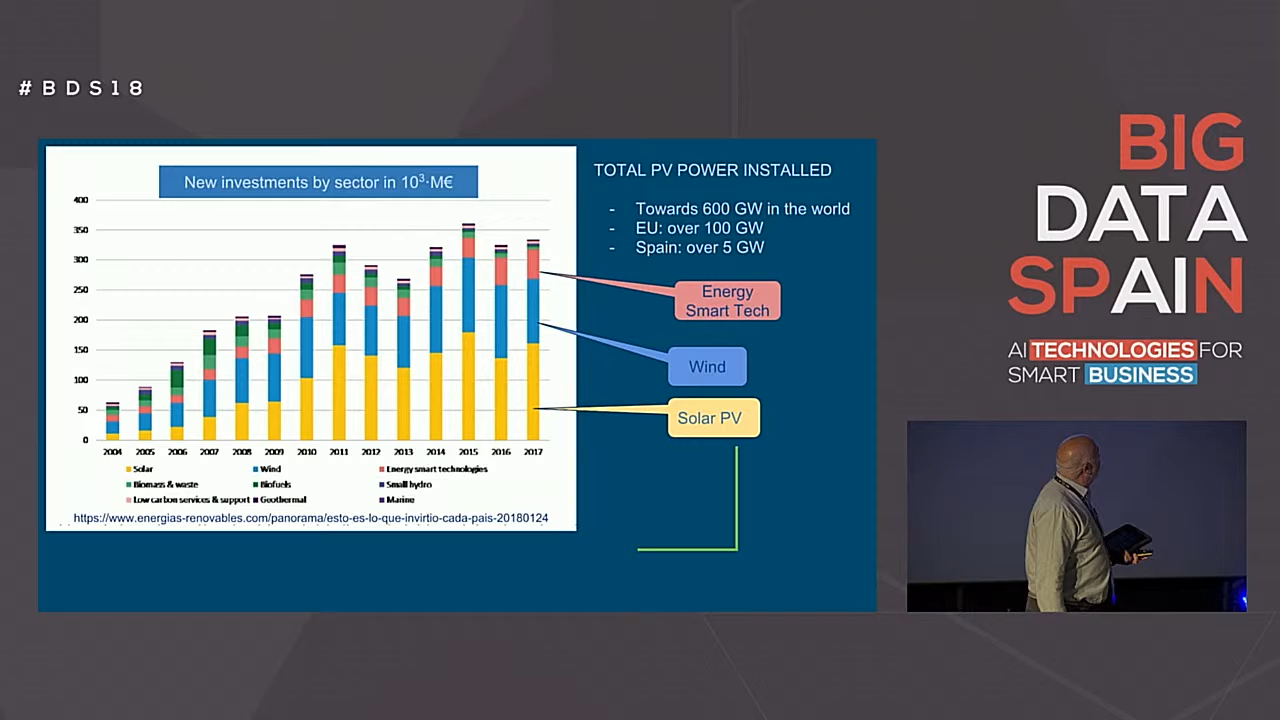 #BDS18
New investments by sector in 10³·M€
400
350
300
250
200
150
100
50
0
2004 2005 2006 2007 2008 2009 2010 2011 2012 2013 2014 2015 2016 2017
Solar Wind Energy smart technologies
Biomass & waste Biofuels Small hydro
Low carbon services & support Geothermal Marine
https://www.energias-renovables.com/panorama/esto-es-lo-que-invirtio-cada-pais-20180124
TOTAL PV POWER INSTALLED
- Towards 600 GW in the world
- EU: over 100 GW
- Spain: over 5 GW
Energy
Smart Tech
Wind
Solar PV
BIG
DATA
SPAIN
AI TECHNOLOGIES FOR
SMART BUSINESS